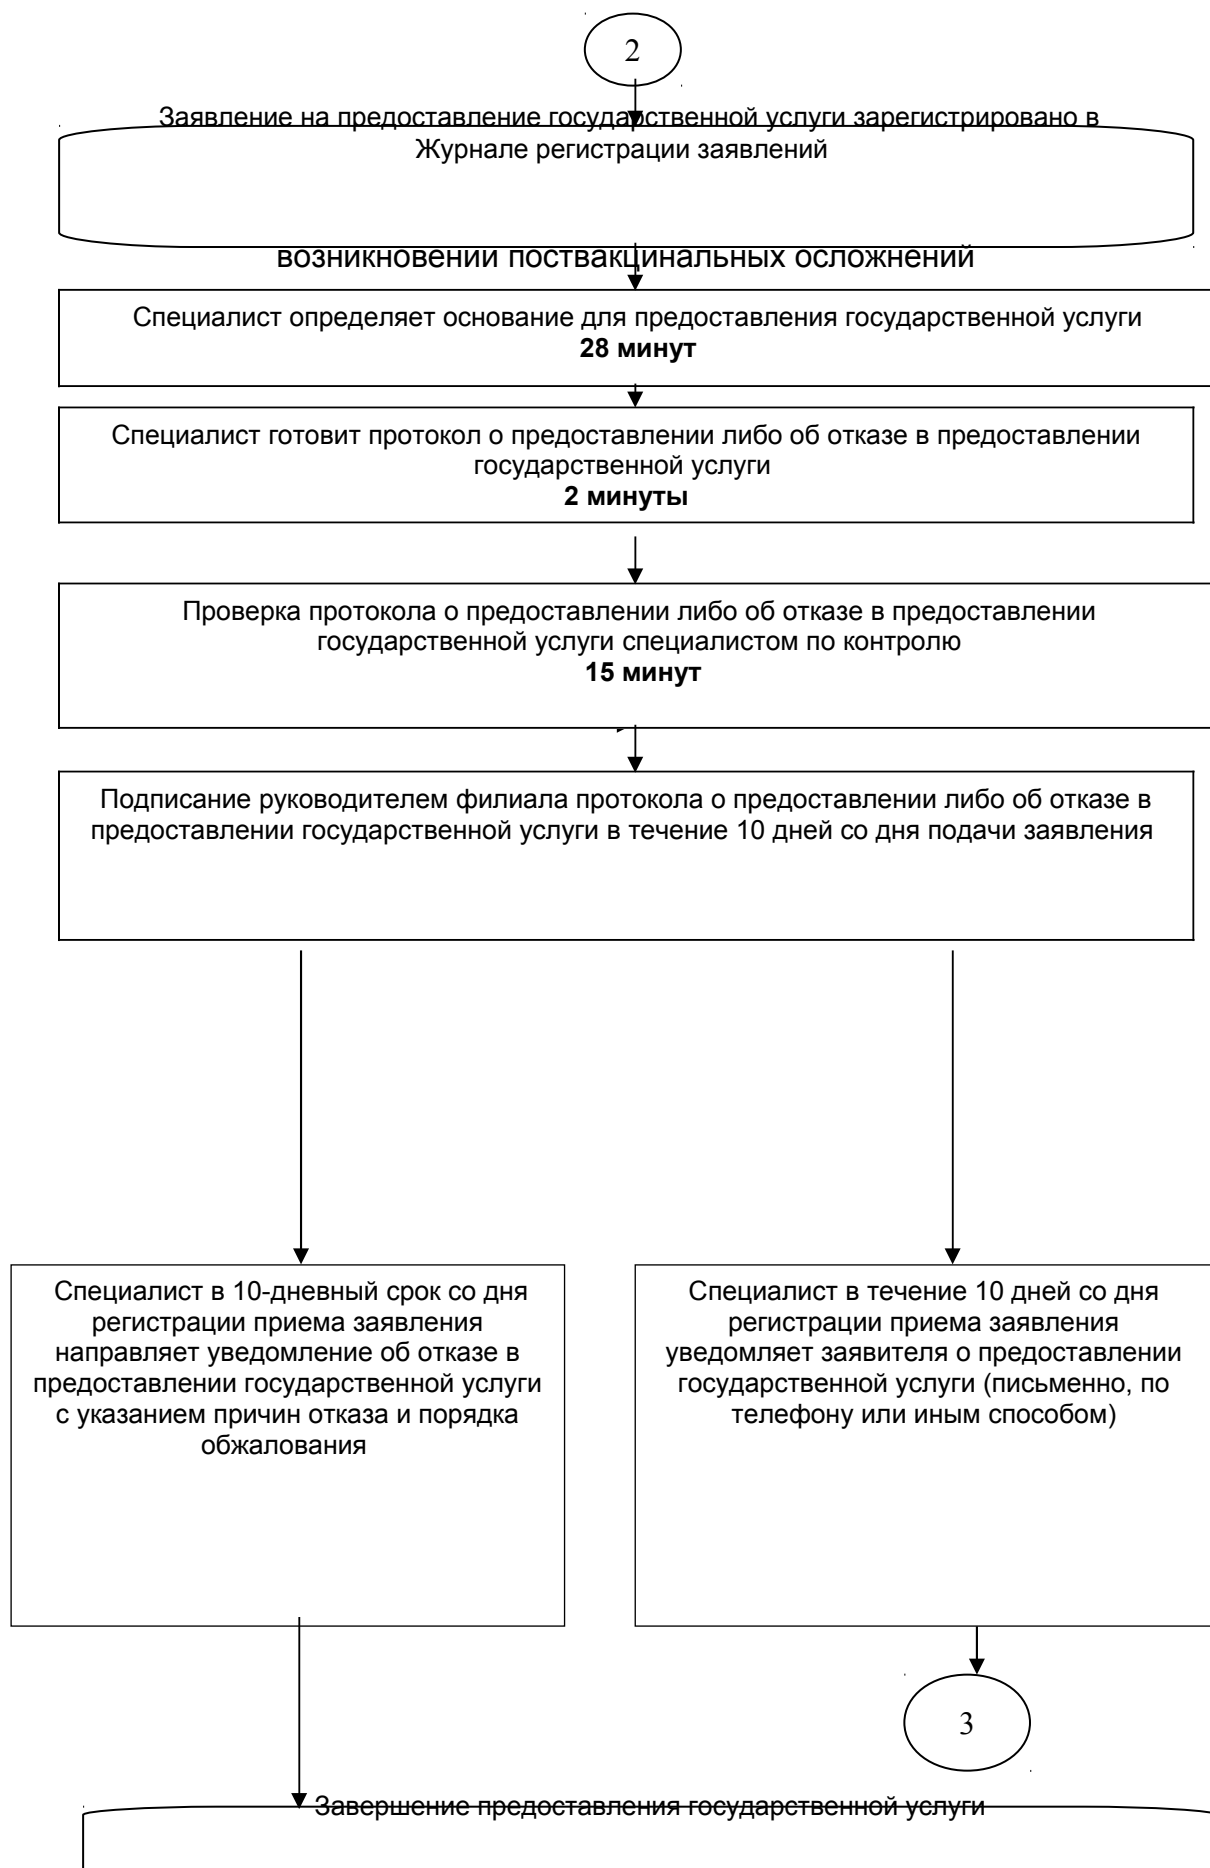 2
Заявление на предоставление государственной услуги зарегистрировано в
Журнале регистрации заявлений
возникновении поствакцинальных осложнений
Специалист определяет основание для предоставления государственной услуги
28 минут
Специалист готовит протокол о предоставлении либо об отказе в предоставлении
государственной услуги
2 минуты
Проверка протокола о предоставлении либо об отказе в предоставлении
государственной услуги специалистом по контролю
15 минут
Подписание руководителем филиала протокола о предоставлении либо об отказе в
предоставлении государственной услуги в течение 10 дней со дня подачи заявления
Специалист в 10-дневный срок со дня
регистрации приема заявления
направляет уведомление об отказе в
предоставлении государственной услуги
с указанием причин отказа и порядка
обжалования
Специалист в течение 10 дней со дня
регистрации приема заявления
уведомляет заявителя о предоставлении
государственной услуги (письменно, по
телефону или иным способом)
3
Завершение предоставления государственной услуги